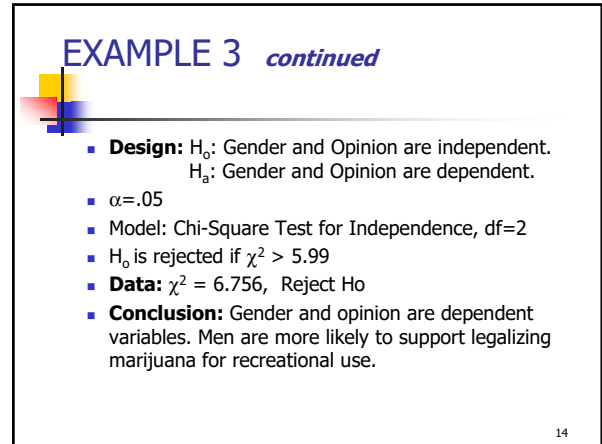 EXAMPLE 3 continued
▪ Design: Hₒ: Gender and Opinion are independent.
Hₐ: Gender and Opinion are dependent.
▪ α=.05
▪ Model: Chi-Square Test for Independence, df=2
▪ Hₒ is rejected if χ² > 5.99
▪ Data: χ² = 6.756, Reject Ho
▪ Conclusion: Gender and opinion are dependent
variables. Men are more likely to support legalizing
marijuana for recreational use.
14